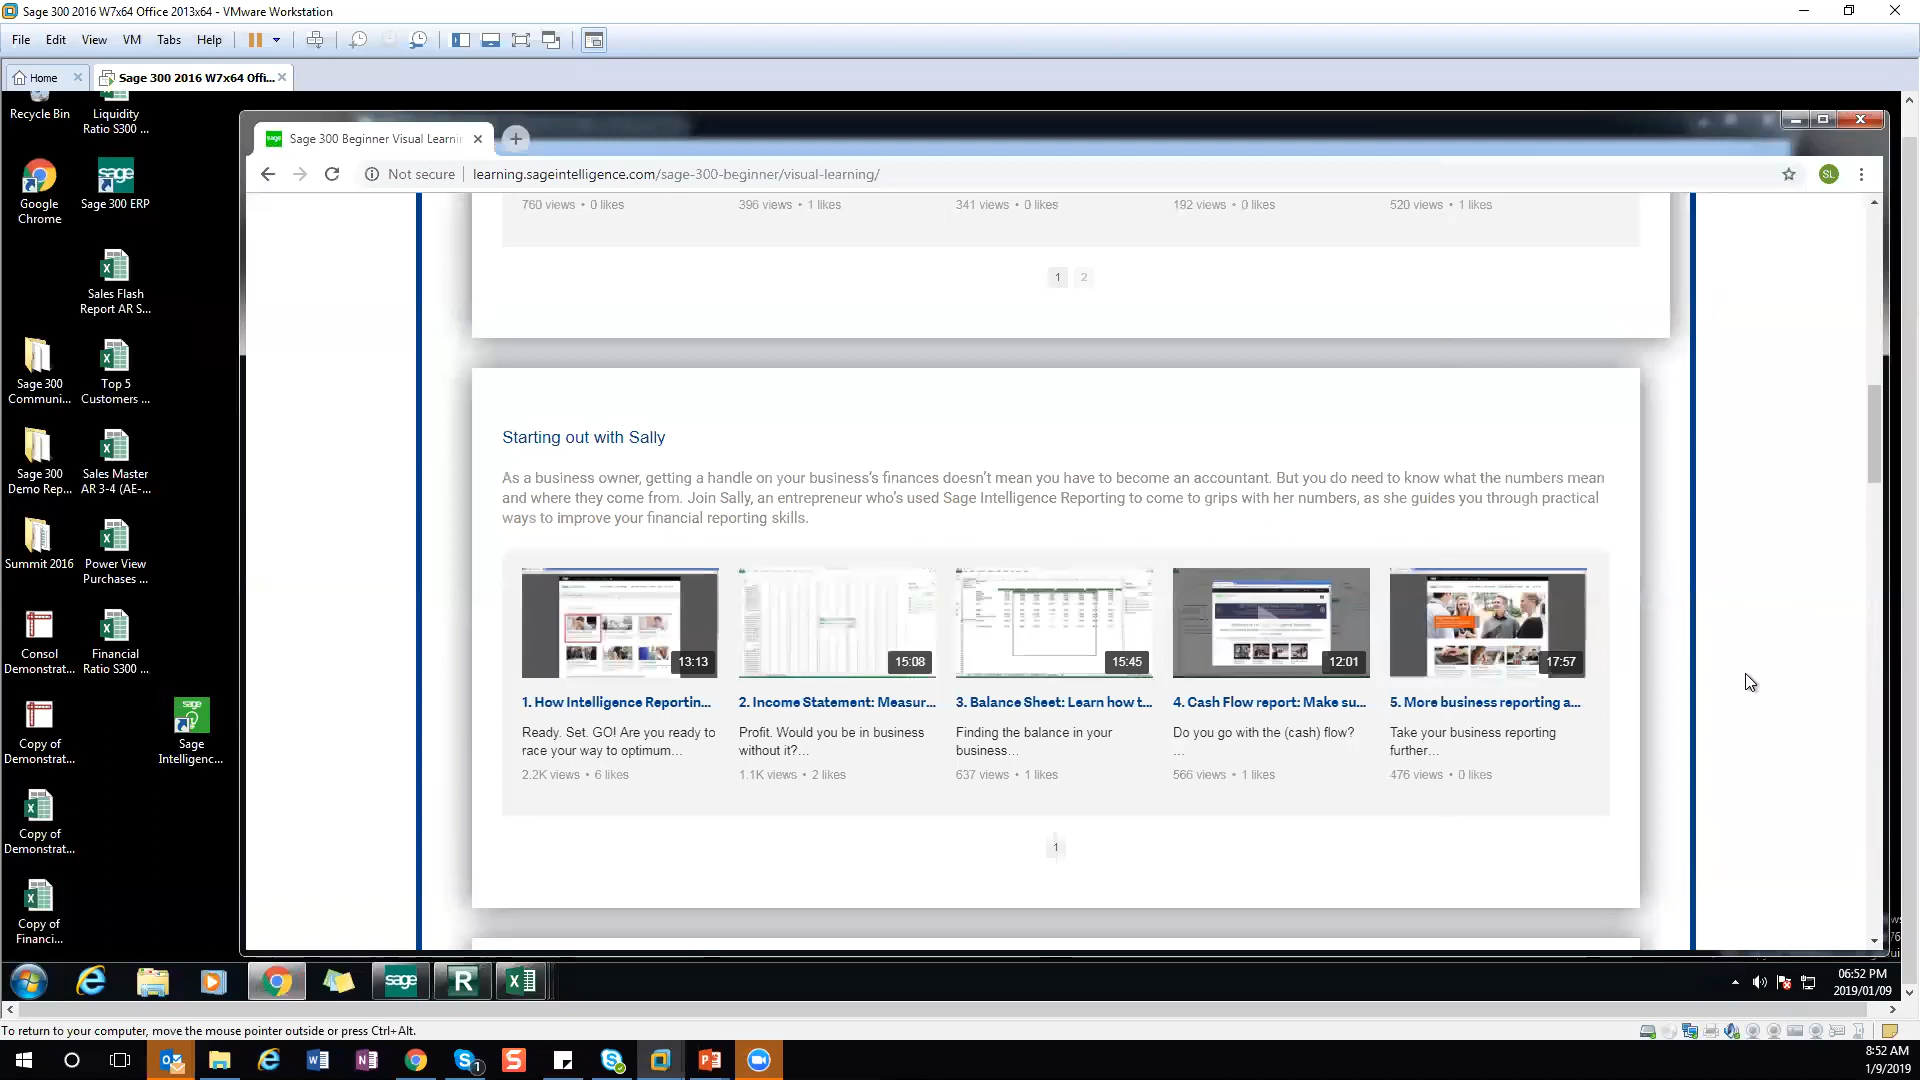 Sage 300 2016 W7x64 Office 2013x64 - VMware Workstation
File Edit View VM Tabs Help
Home Sage 300 2016 W7x64 Offi...
Recycle Bin
Liquidity
Ratio S300 ...
Google
Chrome
Sage 300 ERP
Sales Flash
Report AR S...
Sage 300
Communi...
Top 5
Customers ...
Sage 300
Demo Rep...
Sales Master
AR 3-4 (AE-...
Summit 2016
Power View
Purchases ...
Consol
Demonstrat...
Financial
Ratio S300 ...
Copy of
Demonstrat...
Sage
Intelligenc...
Copy of
Demonstrat...
Copy of
Financi...
Sage 300 Beginner Visual Learnin
Not secure learning.sageintelligence.com/sage-300-beginner/visual-learning/
SL
760 views • 0 likes
396 views • 1 likes
341 views • 0 likes
192 views • 0 likes
520 views • 1 likes
1 2
Starting out with Sally
As a business owner, getting a handle on your business's finances doesn't mean you have to become an accountant. But you do need to know what the numbers mean
and where they come from. Join Sally, an entrepreneur who's used Sage Intelligence Reporting to come to grips with her numbers, as she guides you through practical
ways to improve your financial reporting skills.
13:13
15:08
15:45
12:01
17:57
1. How Intelligence Reportin...
2. Income Statement: Measur...
3. Balance Sheet: Learn how t...
4. Cash Flow report: Make su...
5. More business reporting a...
Ready. Set. GO! Are you ready to
race your way to optimum...
Profit. Would you be in business
without it?...
Finding the balance in your
business...
Do you go with the (cash) flow?
...
Take your business reporting
further...
2.2K views • 6 likes
1.1K views • 2 likes
637 views • 1 likes
566 views • 1 likes
476 views • 0 likes
1
sage
06:52 PM
2019/01/09
To return to your computer, move the mouse pointer outside or press Ctrl+Alt.
8:52 AM
1/9/2019